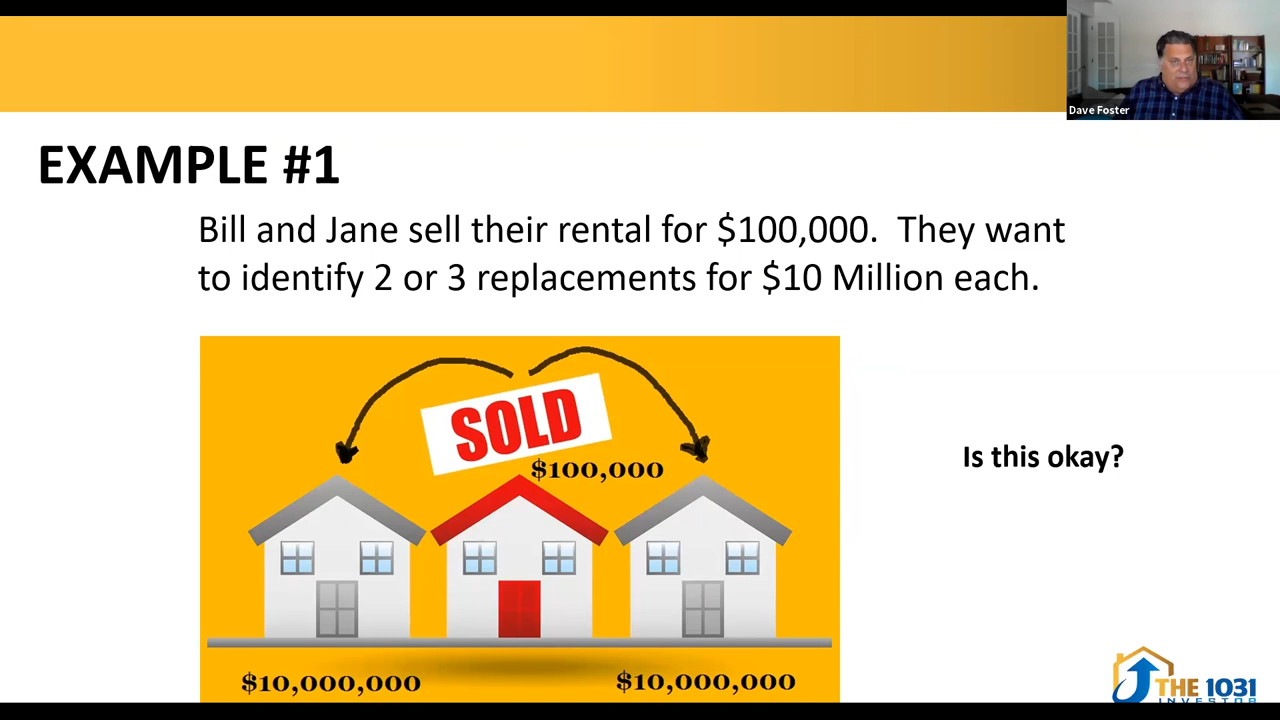 Dave Foster
EXAMPLE #1
Bill and Jane sell their rental for $100,000.  They want
to identify 2 or 3 replacements for $10 Million each.
SOLD
$100,000
Is this okay?
$10,000,000
$10,000,000
THE 1031
INVESTOR